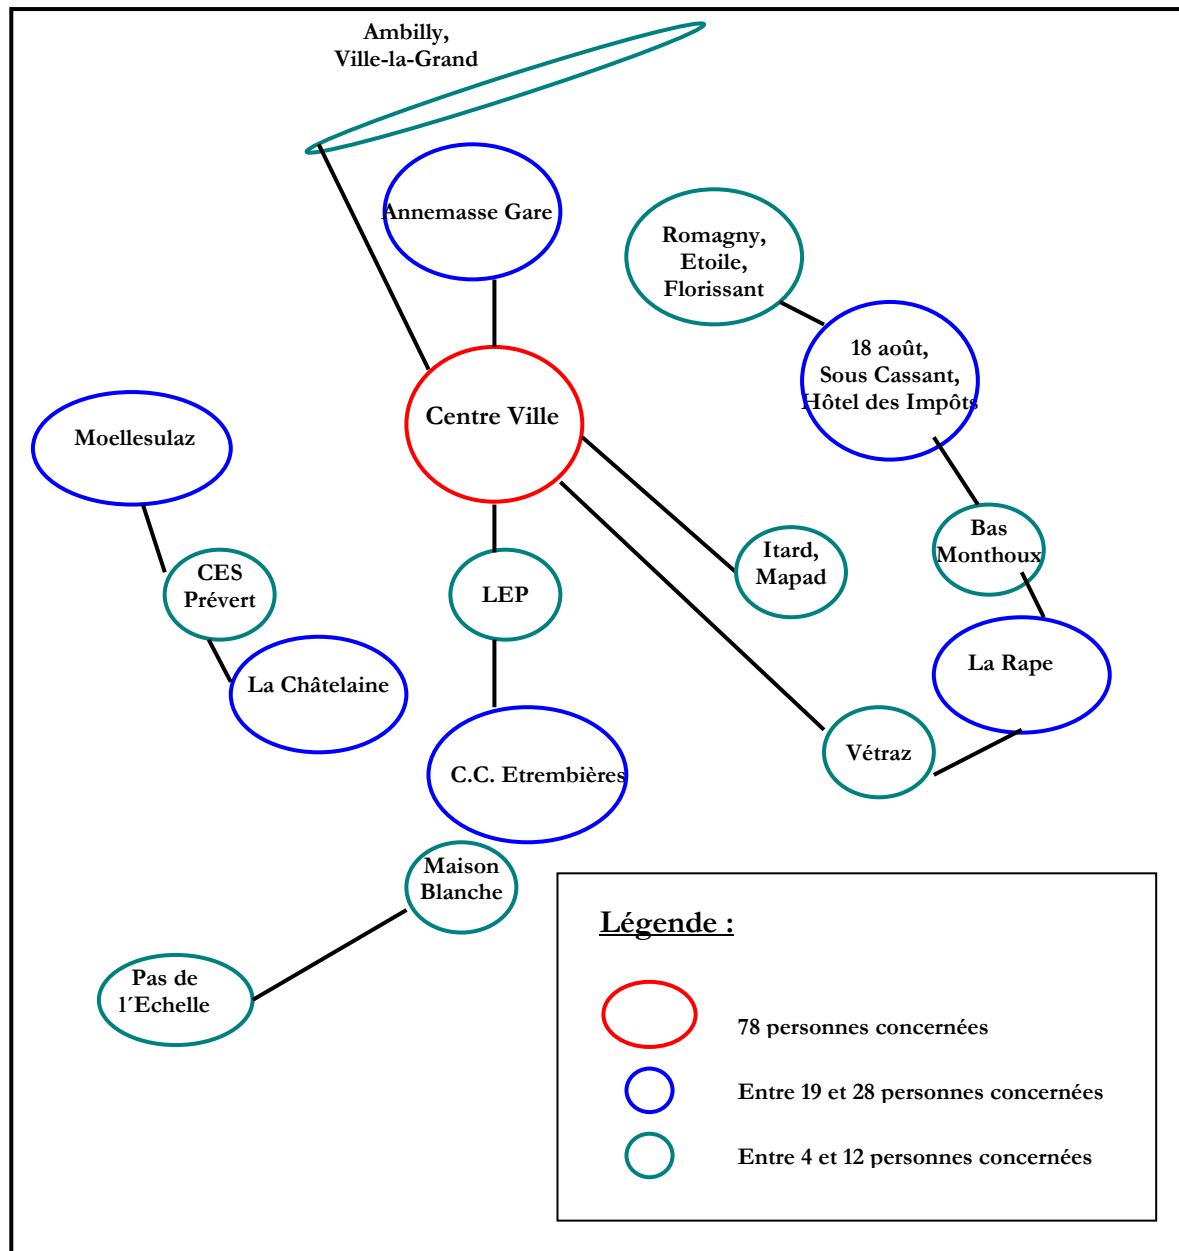 Ambilly,
Ville-la-Grand
Annemasse Gare
Romagny,
Etoile,
Florissant
18 août,
Sous Cassant,
Hôtel des Impôts
Centre Ville
Moellesulaz
Bas
Monthoux
Itard,
Mapad
CES
Prévert
LEP
La Rape
La Châtelaine
Vétraz
C.C. Etrembières
Maison
Blanche
Pas de
l´Echelle
Légende :
78 personnes concernées
Entre 19 et 28 personnes concernées
Entre 4 et 12 personnes concernées